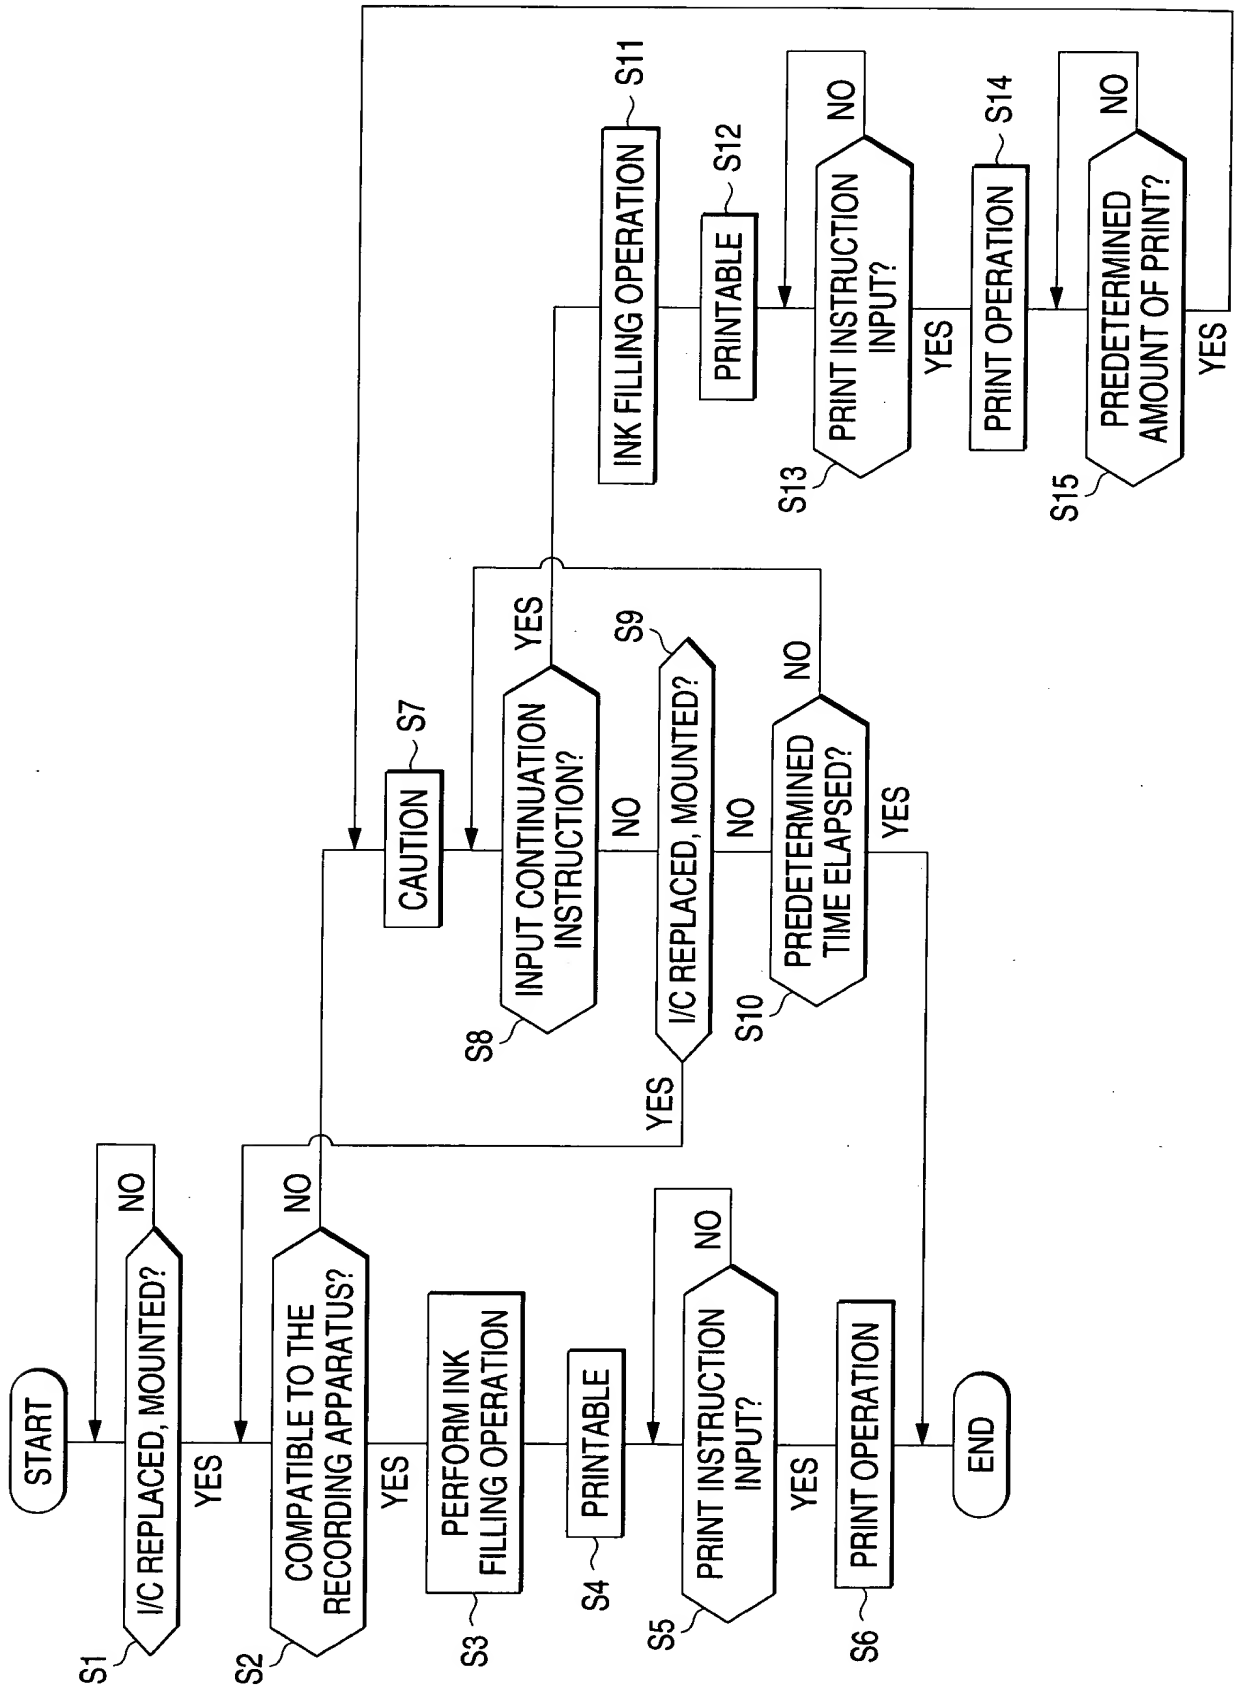 START
S1
I/C REPLACED, MOUNTED?
NO
YES
S2
COMPATIBLE TO THE
RECORDING APPARATUS?
NO
YES
S3
PERFORM INK
FILLING OPERATION
S4
PRINTABLE
S5
PRINT INSTRUCTION
INPUT?
NO
YES
S6
PRINT OPERATION
END
CAUTION
S7
S8
INPUT CONTINUATION
INSTRUCTION?
YES
NO
S9
I/C REPLACED, MOUNTED?
YES
NO
S10
PREDETERMINED
TIME ELAPSED?
NO
YES
INK FILLING OPERATION
S11
PRINTABLE
S12
S13
PRINT INSTRUCTION
INPUT?
NO
YES
PRINT OPERATION
S14
S15
PREDETERMINED
AMOUNT OF PRINT?
NO
YES